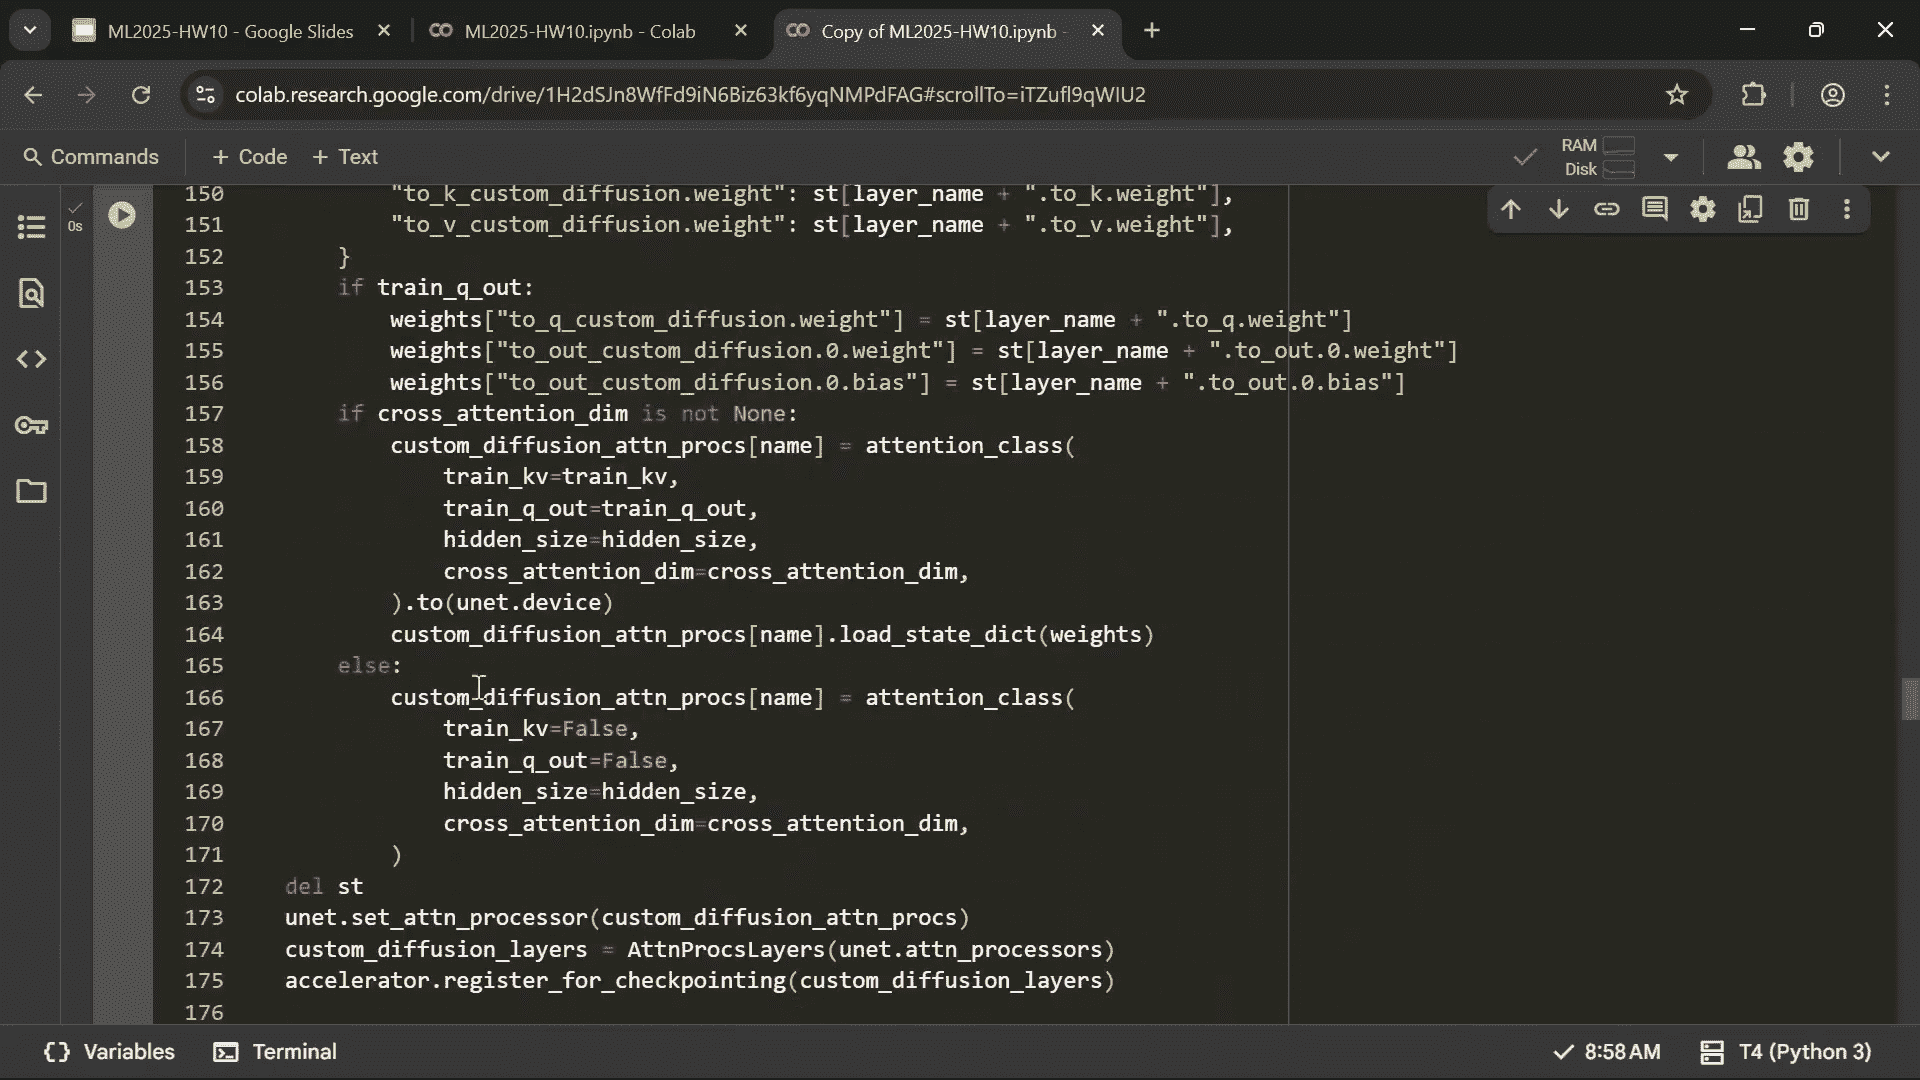 ML2025-HW10 - Google Slides
ML2025-HW10.ipynb - Colab
Copy of ML2025-HW10.ipynb -
colab.research.google.com/drive/1H2dSJn8WfFd9iN6Biz63kf6yqNMPdFAG#scrollTo=iTZufl9qWIU2
Commands + Code + Text
RAM
Disk
0s
150 "to_k_custom_diffusion.weight": st[layer_name + ".to_k.weight"],
151 "to_v_custom_diffusion.weight": st[layer_name + ".to_v.weight"],
152 }
153 if train_q_out:
154 weights["to_q_custom_diffusion.weight"] = st[layer_name + ".to_q.weight"]
155 weights["to_out_custom_diffusion.0.weight"] = st[layer_name + ".to_out.0.weight"]
156 weights["to_out_custom_diffusion.0.bias"] = st[layer_name + ".to_out.0.bias"]
157 if cross_attention_dim is not None:
158 custom_diffusion_attn_procs[name] = attention_class(
159 train_kv=train_kv,
160 train_q_out=train_q_out,
161 hidden_size=hidden_size,
162 cross_attention_dim=cross_attention_dim,
163 ).to(unet.device)
164 custom_diffusion_attn_procs[name].load_state_dict(weights)
165 else:
166 custom_diffusion_attn_procs[name] = attention_class(
167 train_kv=False,
168 train_q_out=False,
169 hidden_size=hidden_size,
170 cross_attention_dim=cross_attention_dim,
171 )
172 del st
173 unet.set_attn_processor(custom_diffusion_attn_procs)
174 custom_diffusion_layers = AttnProcsLayers(unet.attn_processors)
175 accelerator.register_for_checkpointing(custom_diffusion_layers)
176
{} Variables Terminal 8:58 AM T4 (Python 3)